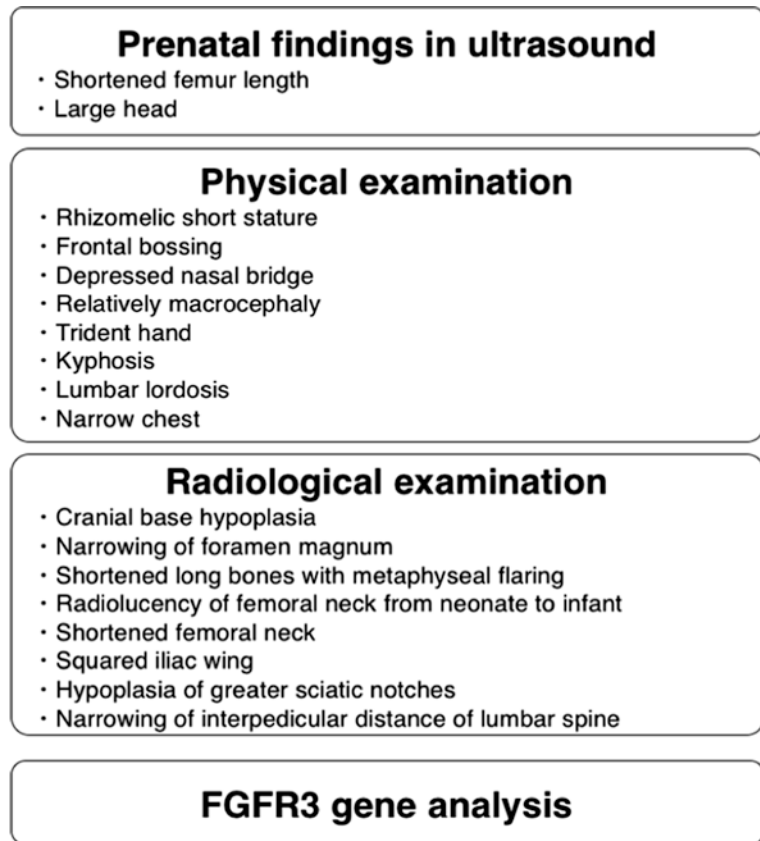 Prenatal findings in ultrasound
・Shortened femur length
・Large head
Physical examination
・Rhizomelic short stature
・Frontal bossing
・Depressed nasal bridge
・Relatively macrocephaly
・Trident hand
・Kyphosis
・Lumbar lordosis
・Narrow chest
Radiological examination
・Cranial base hypoplasia
・Narrowing of foramen magnum
・Shortened long bones with metaphyseal flaring
・Radiolucency of femoral neck from neonate to infant
・Shortened femoral neck
・Squared iliac wing
・Hypoplasia of greater sciatic notches
・Narrowing of interpedicular distance of lumbar spine
FGFR3 gene analysis